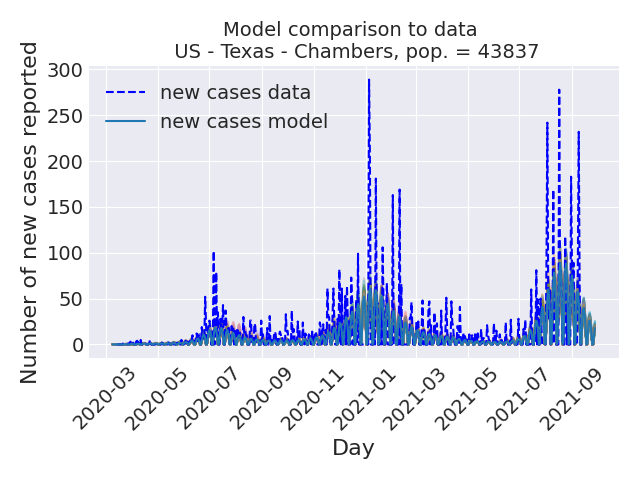 Model comparison to data
US - Texas - Chambers, pop. = 43837
Number of new cases reported
300
250
200
150
100
50
0
new cases data
new cases model
2020-03
2020-05
2020-07
2020-09
2020-11
2021-01
2021-03
2021-05
2021-07
2021-09
Day